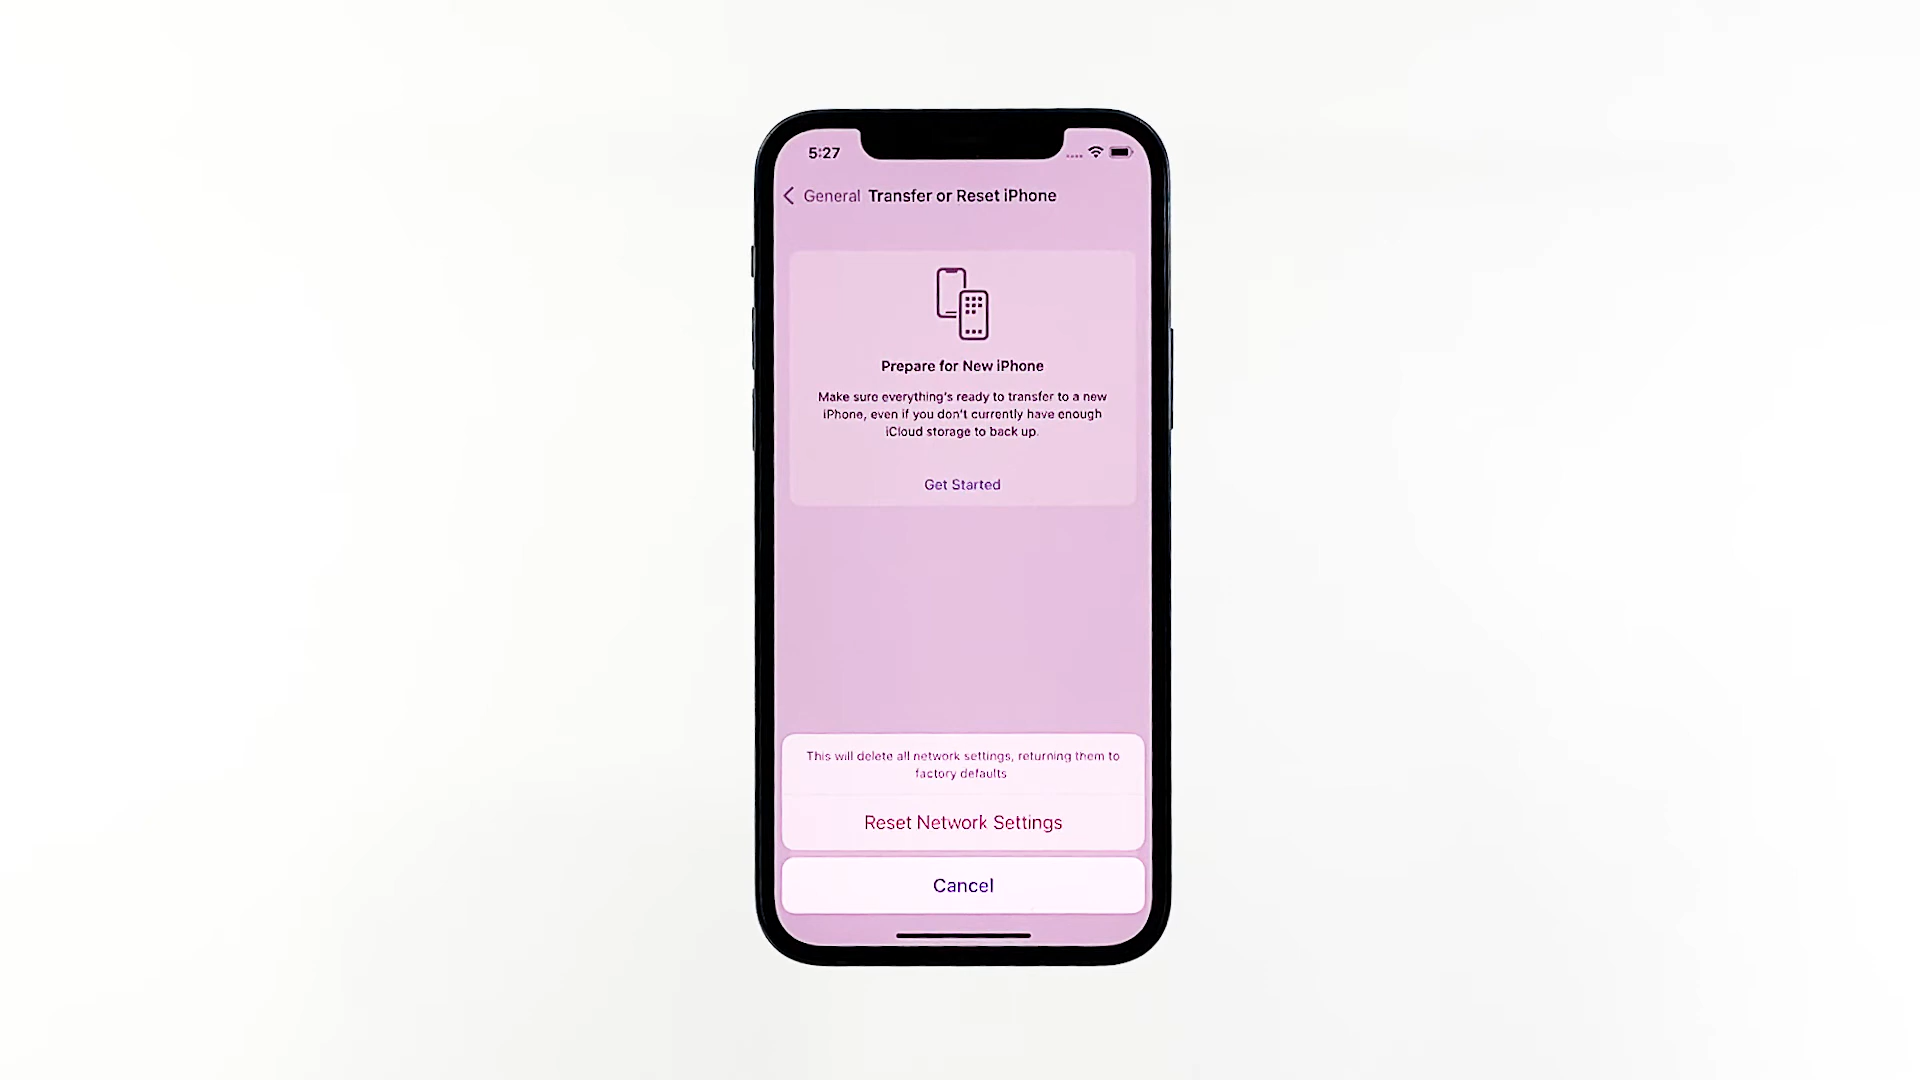 5:27
General Transfer or Reset iPhone
Prepare for New iPhone
Make sure everything's ready to transfer to a new
iPhone, even if you don't currently have enough
iCloud storage to back up.
Get Started
This will delete all network settings, returning them to
factory defaults
Reset Network Settings
Cancel